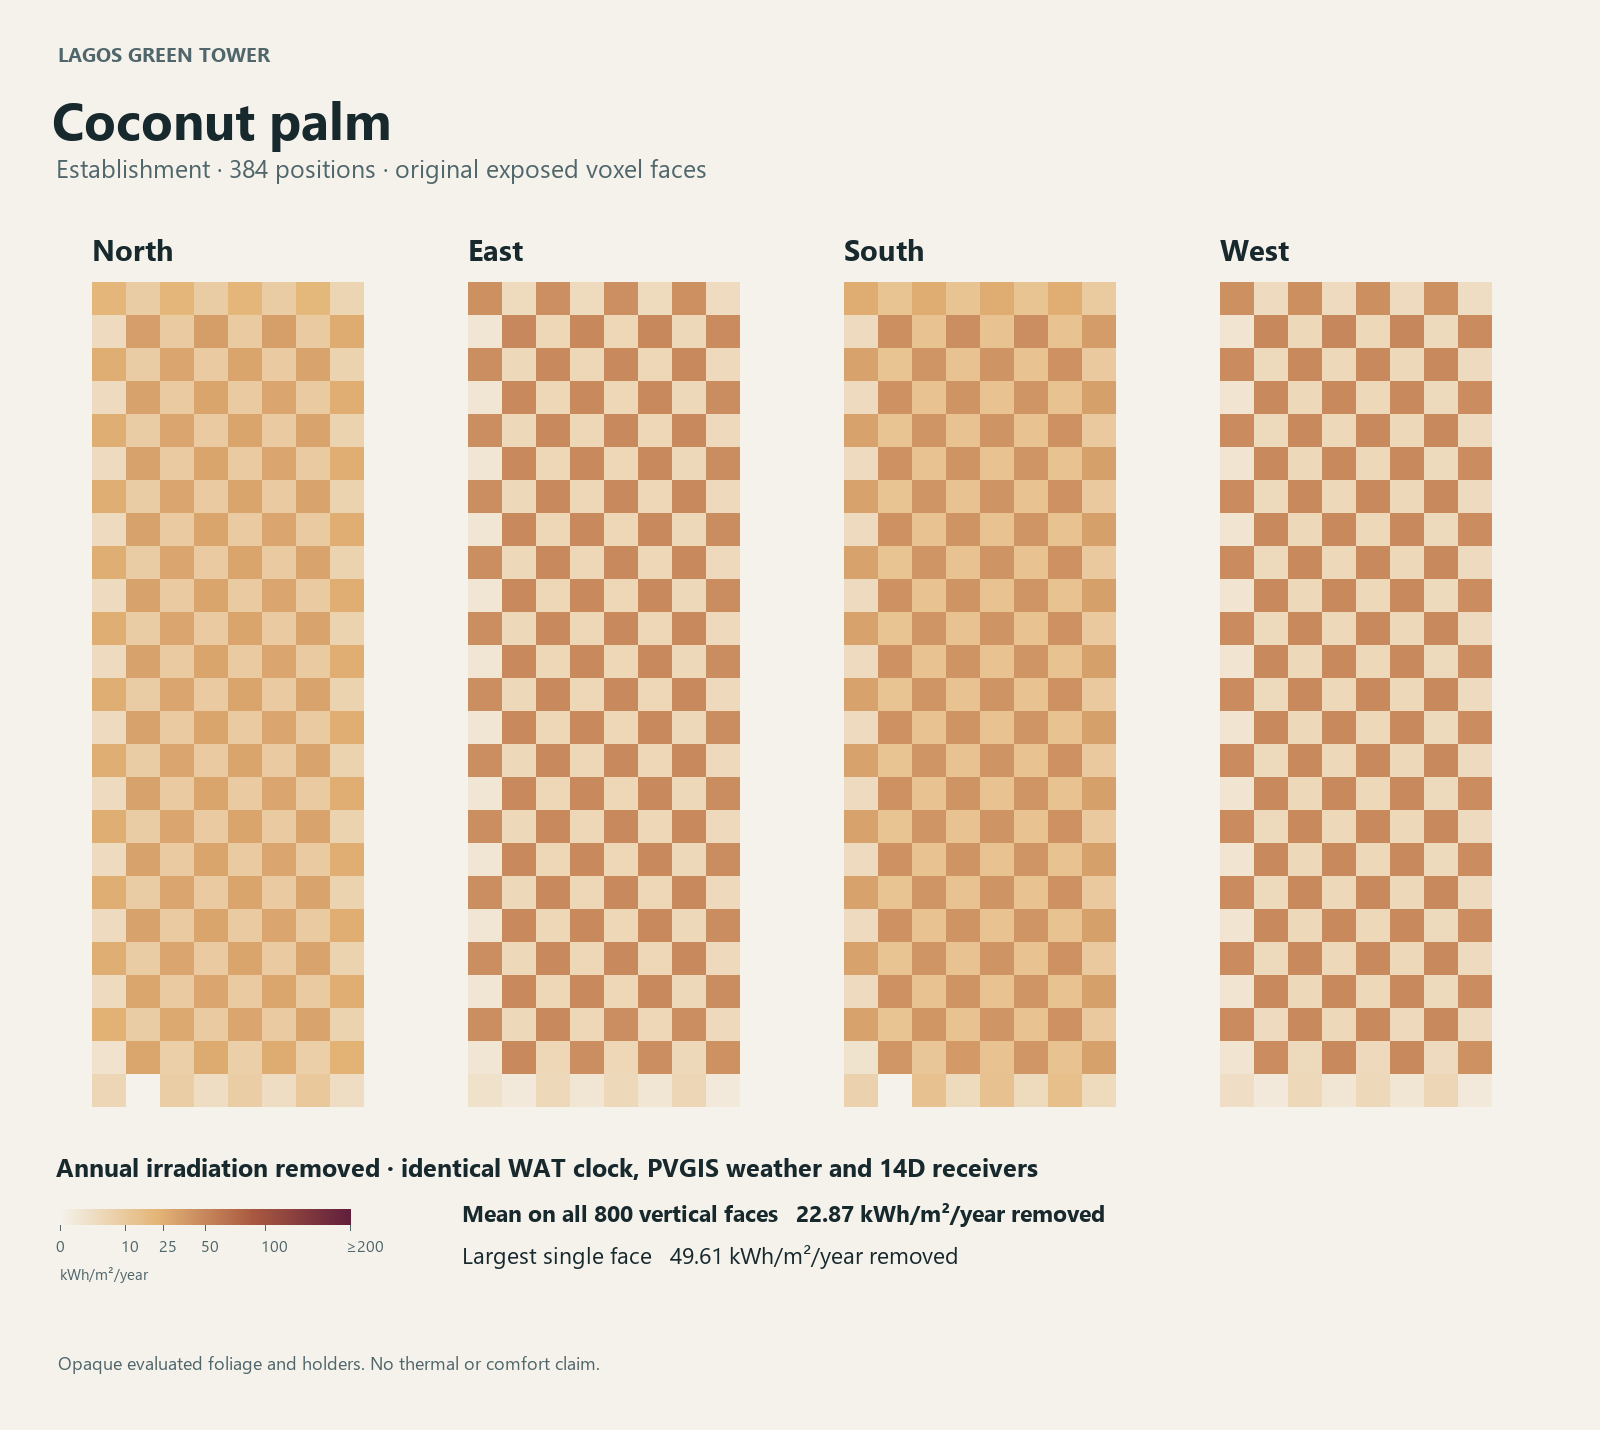 LAGOS GREEN TOWER
Coconut palm
Establishment · 384 positions · original exposed voxel faces
North East South West
Annual irradiation removed · identical WAT clock, PVGIS weather and 14D receivers
Mean on all 800 vertical faces 22.87 kWh/m²/year removed
0 10 25 50 100 ≥200
Largest single face 49.61 kWh/m²/year removed
kWh/m²/year
Opaque evaluated foliage and holders. No thermal or comfort claim.